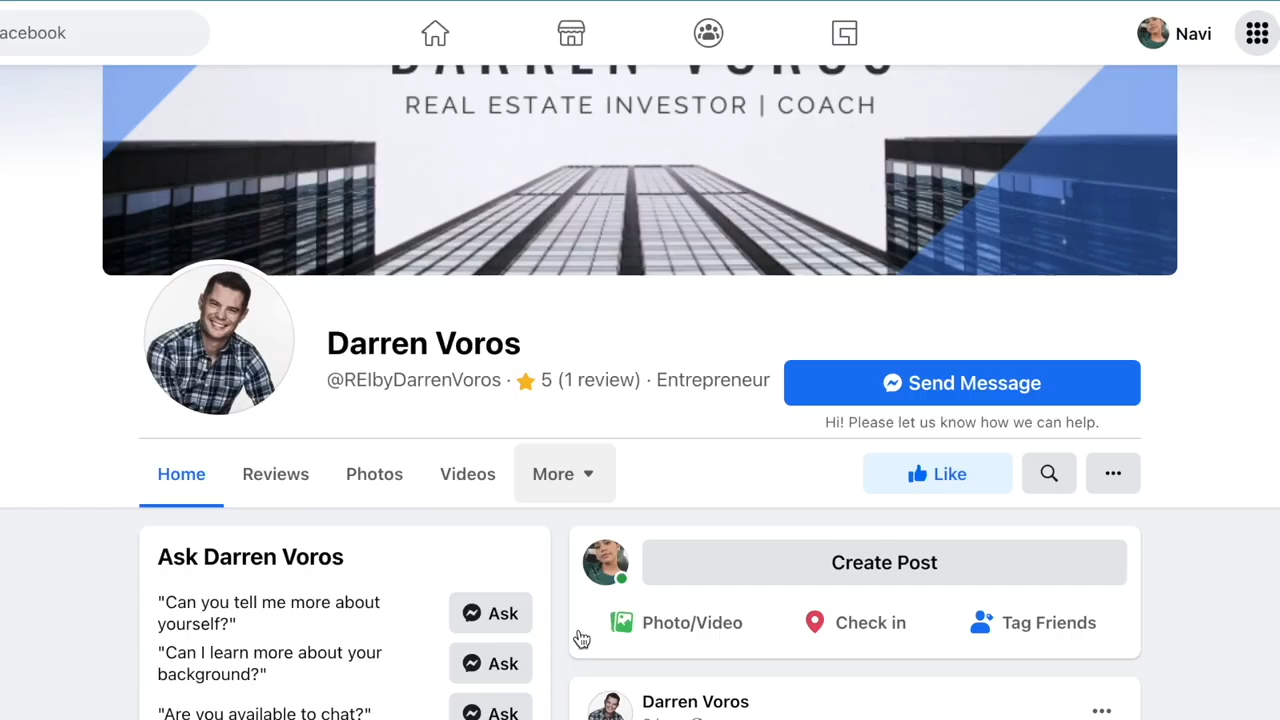 acebook
Navi
DARREN VOROS
REAL ESTATE INVESTOR | COACH
Darren Voros
@REIbyDarrenVoros · 5 (1 review) · Entrepreneur
Send Message
Hi! Please let us know how we can help.
Home Reviews Photos Videos More
Like
Ask Darren Voros
"Can you tell me more about
yourself?"
Ask
"Can I learn more about your
background?"
Ask
"Are you available to chat?"
Ask
Create Post
Photo/Video Check in Tag Friends
Darren Voros